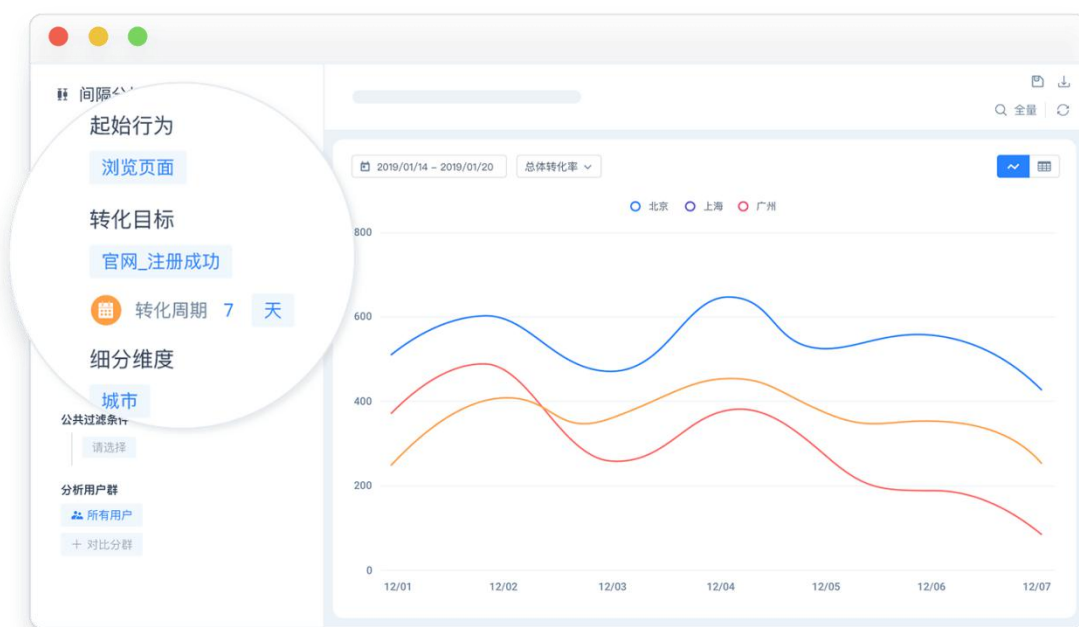 间隔分
起始行为
浏览页面
转化目标
官网_注册成功
转化周期 7 天
细分维度
城市
公共过滤条件
请选择
分析用户群
所有用户
+ 对比分群
全量
2019/01/14 - 2019/01/20 总体转化率
北京 上海 广州
800
600
400
200
0
12/01 12/02 12/03 12/04 12/05 12/06 12/07